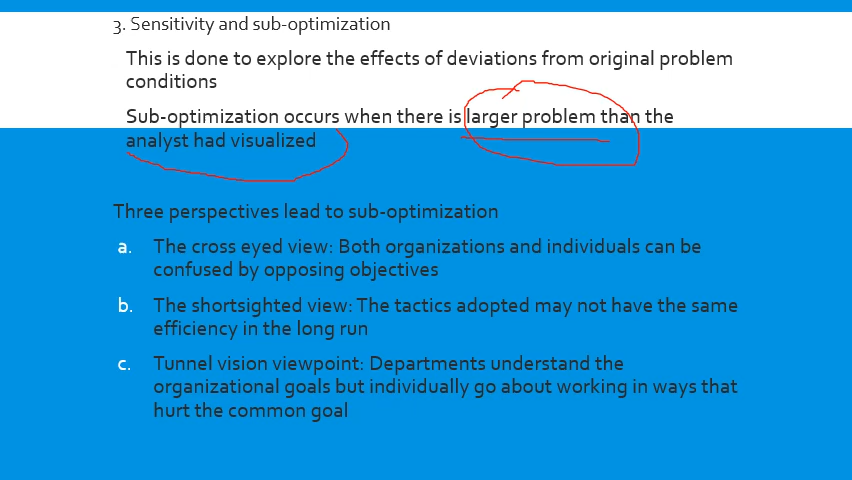 3. Sensitivity and sub-optimization
This is done to explore the effects of deviations from original problem
conditions
Sub-optimization occurs when there is larger problem than the
analyst had visualized
Three perspectives lead to sub-optimization
a. The cross eyed view: Both organizations and individuals can be
confused by opposing objectives
b. The shortsighted view: The tactics adopted may not have the same
efficiency in the long run
c. Tunnel vision viewpoint: Departments understand the
organizational goals but individually go about working in ways that
hurt the common goal